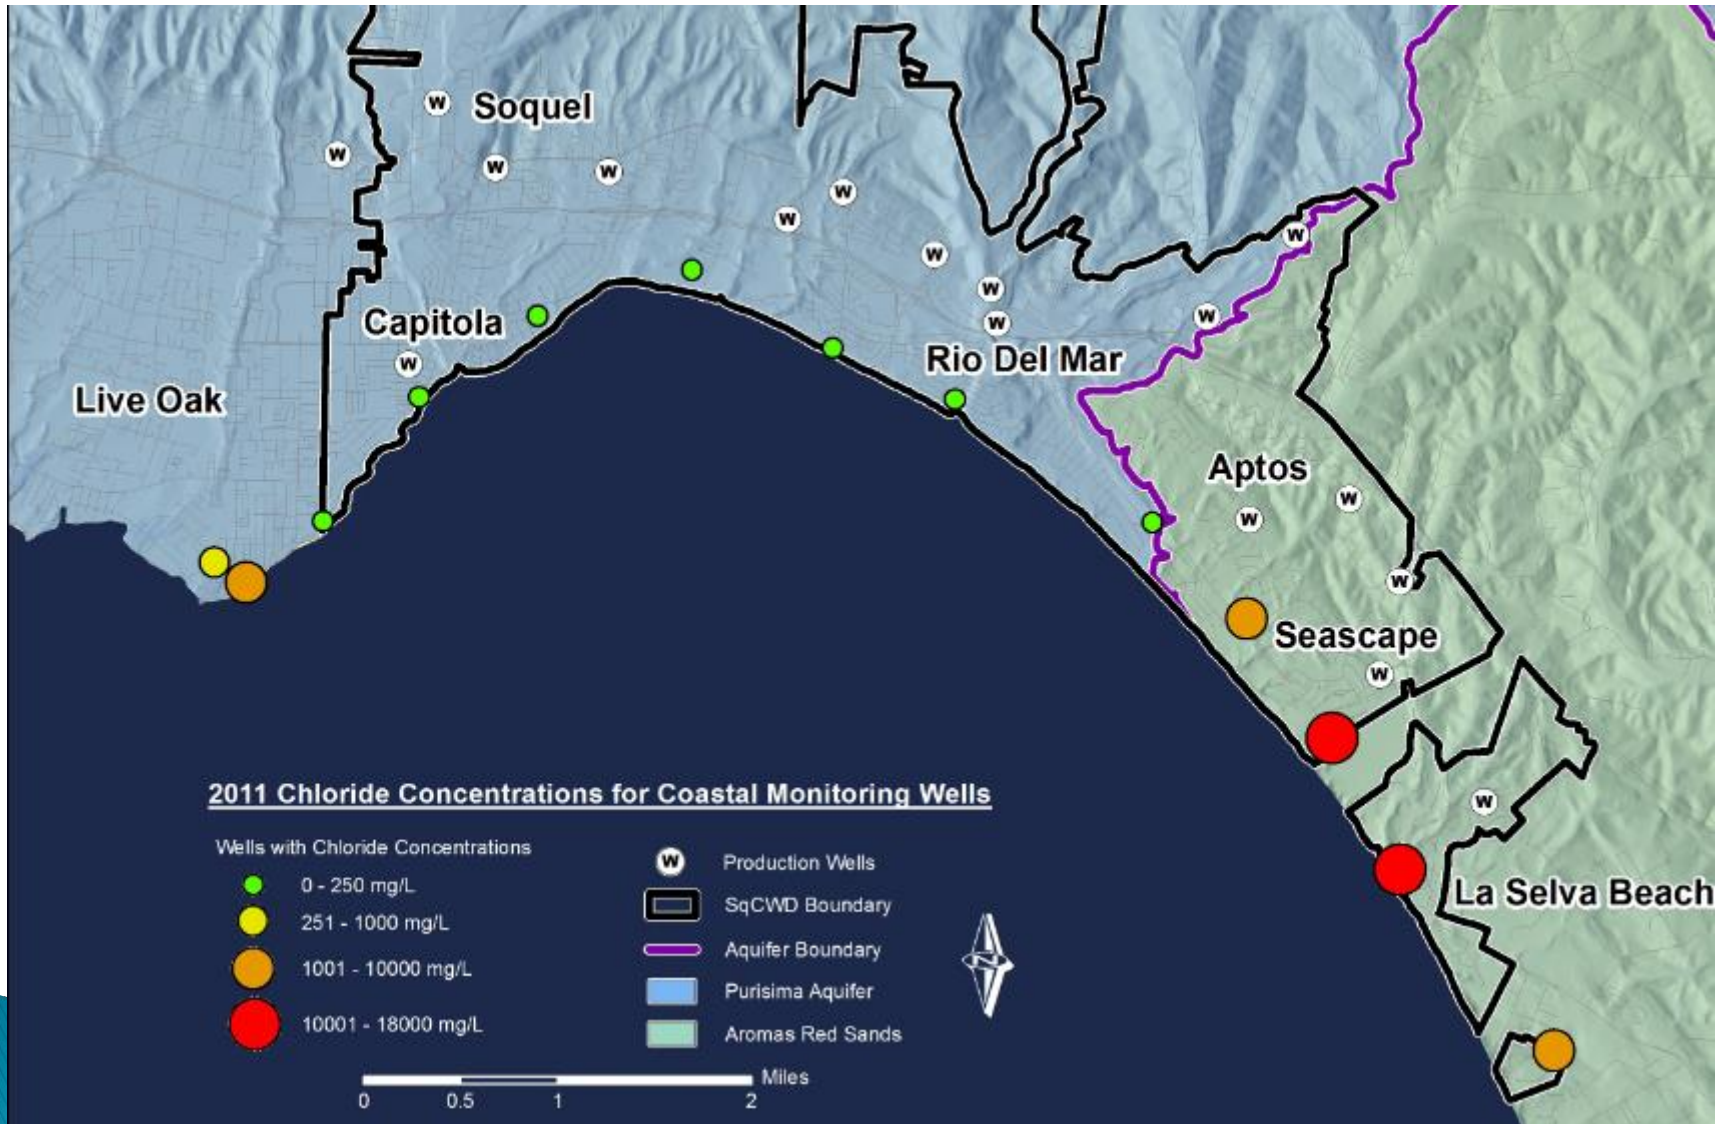 Soquel
w
w
w
w
w
w
w
w
w
w
w
w
Capitola
w
Rio Del Mar
Live Oak
Aptos
w
w
w
Seascape
w
w
La Selva Beach
2011 Chloride Concentrations for Coastal Monitoring Wells
Wells with Chloride Concentrations
0 - 250 mg/L
251 - 1000 mg/L
1001 - 10000 mg/L
10001 - 18000 mg/L
w Production Wells
SqCWD Boundary
Aquifer Boundary
Purisima Aquifer
Aromas Red Sands
N
Miles
0 0.5 1 2